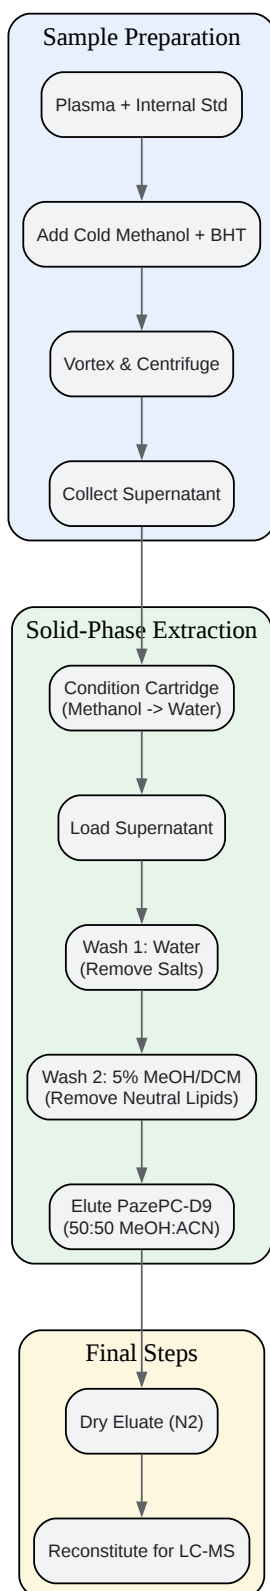 Sample Preparation
Plasma + Internal Std
Add Cold Methanol + BHT
Vortex & Centrifuge
Collect Supernatant
Solid-Phase Extraction
Condition Cartridge
(Methanol -> Water)
Load Supernatant
Wash 1: Water
(Remove Salts)
Wash 2: 5% MeOH/DCM
(Remove Neutral Lipids)
Elute PazePC-D9
(50:50 MeOH:ACN)
Final Steps
Dry Eluate (N2)
Reconstitute for LC-MS